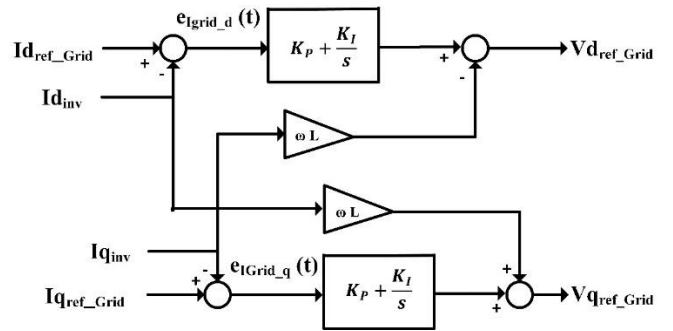 e_Igrid_d (t)
Id_ref_Grid
+
-
K_P + K_I/s
+
-
Vd_ref_Grid
Id_inv
ω L
ω L
Iq_inv
e_IGrid_q (t)
-
+
Iq_ref_Grid
K_P + K_I/s
+
+
Vq_ref_Grid